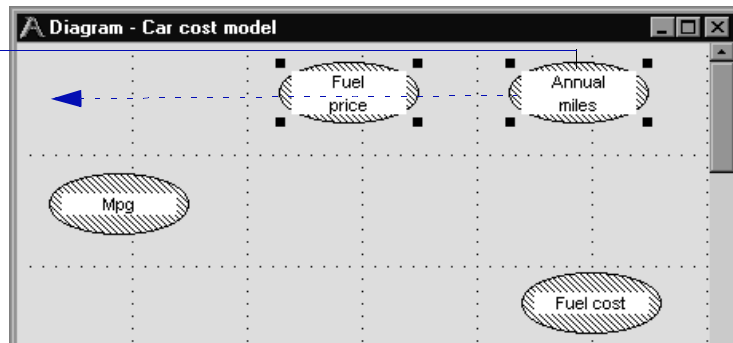 Diagram - Car cost model
Fuel
price
Annual
miles
Mpg
Fuel cost